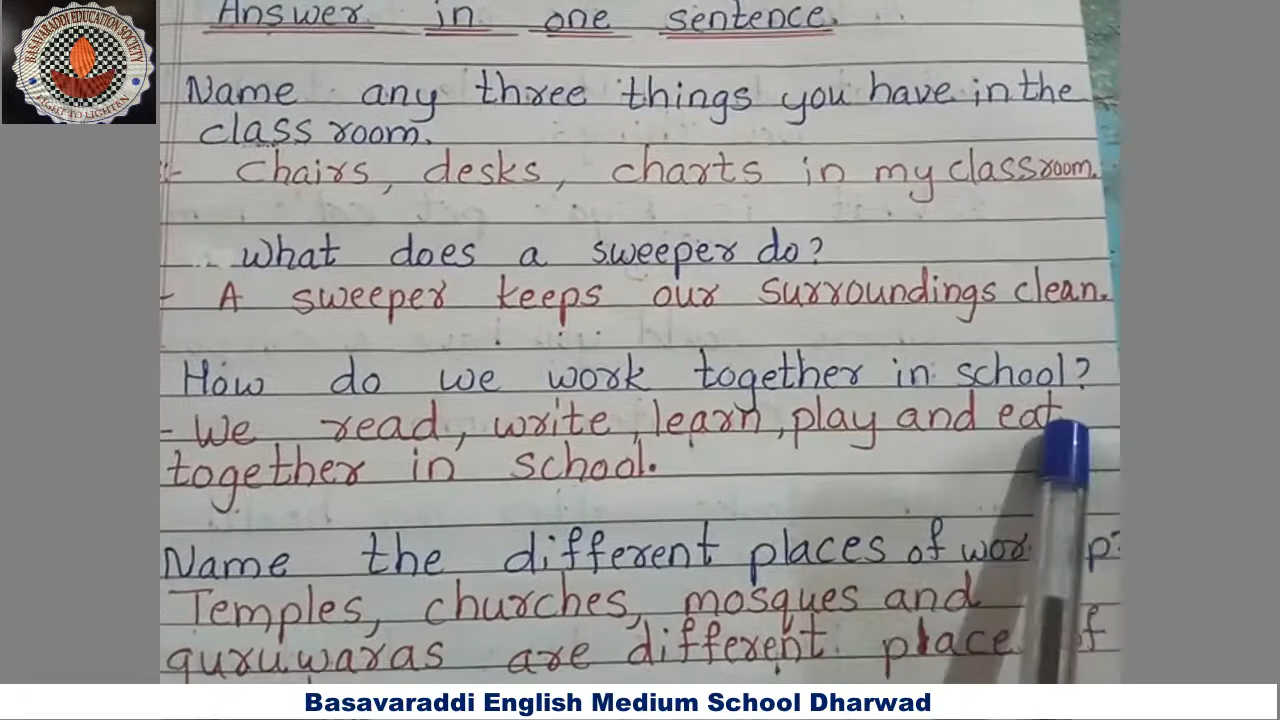 BASAVARADDI EDUCATION SOCIETY
Answer in one sentence.
Name any three things you have in the
class room.
- Chairs, desks, charts in my classroom.
What does a sweeper do?
- A sweeper keeps our surroundings clean.
How do we work together in school?
- We read, write, learn, play and eat
together in school.
Name the different places of
Temples, churches, mosques and
guruwaras are different place
Basavaraddi English Medium School Dharwad